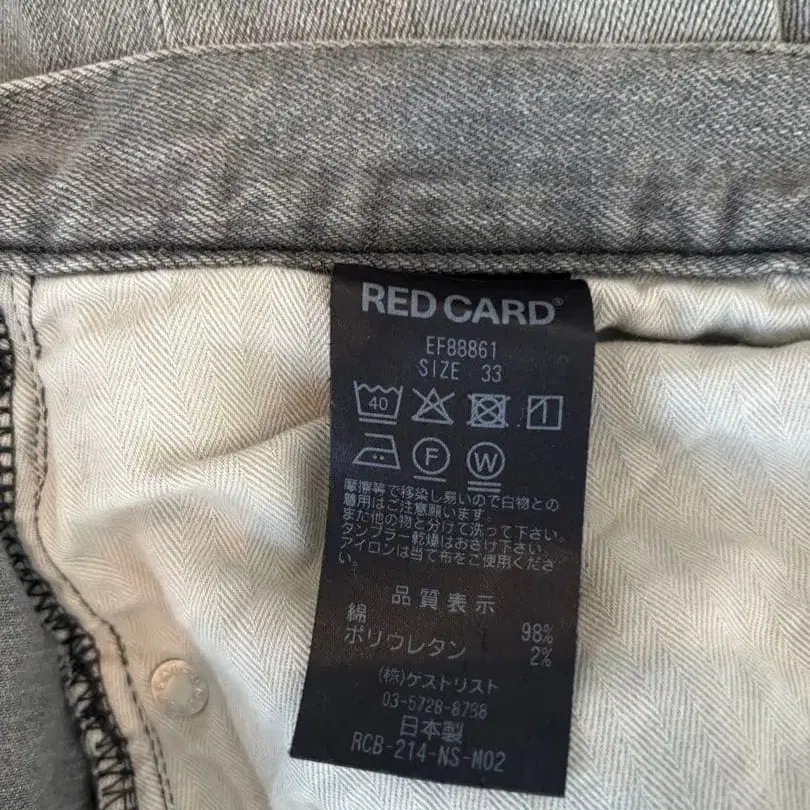 RED CARD®
EF88861
SIZE 33
40
F W
摩擦等で移染し易いので白物との
着用はご注意願います。
また他の物と分けて洗って下さい。
タンブラー乾燥はおさけ下さい。
アイロンは当て布をご使用くださ
い。
品質表示
綿 98%
ポリウレタン 2%
(株)ゲストリスト
03-5728-8788
日本製
RCB-214-NS-M02